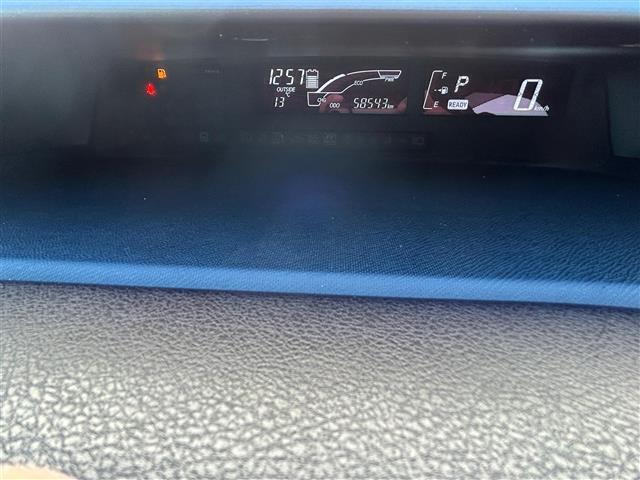 12:57
ECO
PWR
OUTSIDE
13°C
ODO 58543 km
F
E
P
READY
0 km/h